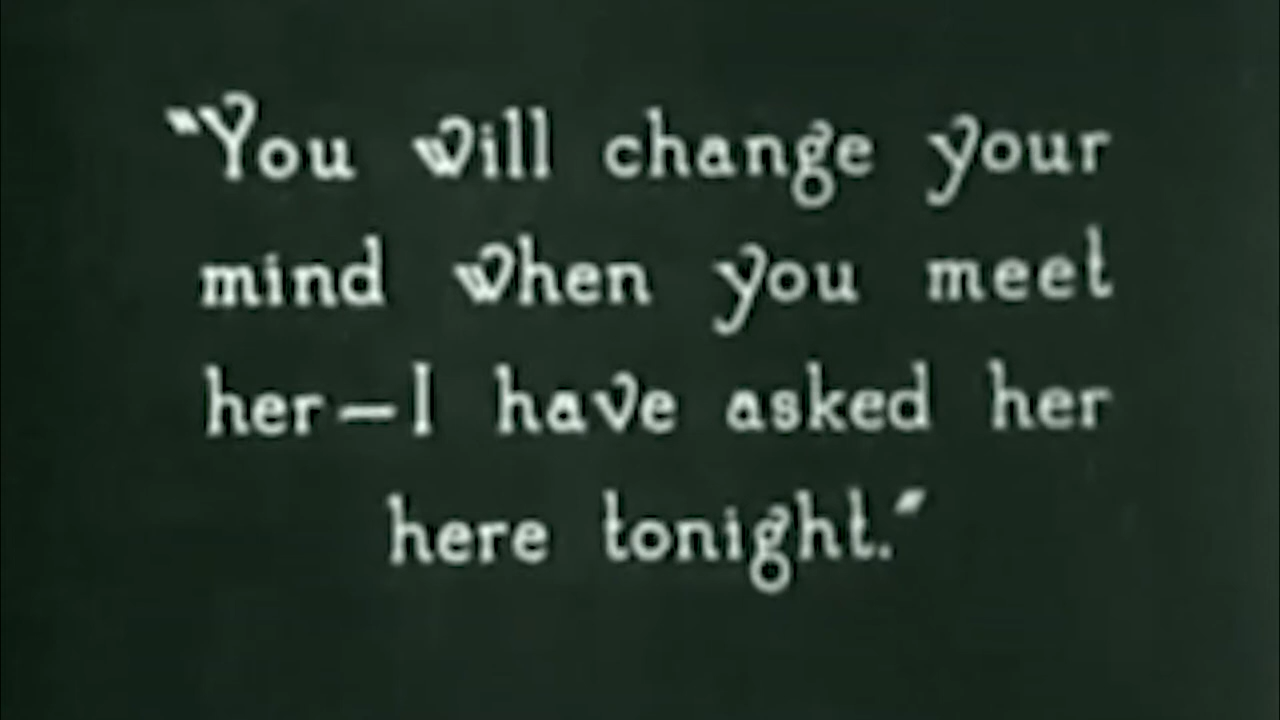 "You will change your
mind when you meet
her—I have asked her
here tonight."